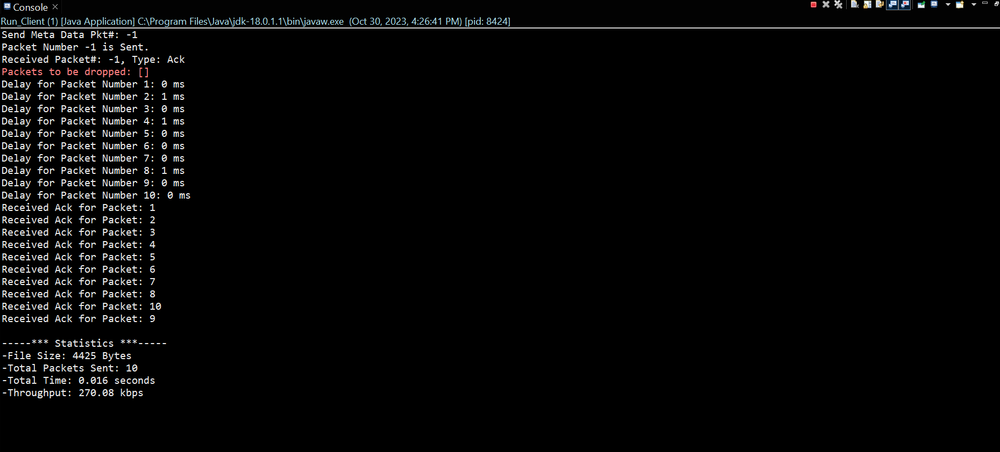 Console
Run_Client (1) [Java Application] C:\Program Files\Java\jdk-18.0.1.1\bin\javaw.exe  (Oct 30, 2023, 4:26:41 PM) [pid: 8424]
Send Meta Data Pkt#: -1
Packet Number -1 is Sent.
Received Packet#: -1, Type: Ack
Packets to be dropped: []
Delay for Packet Number 1: 0 ms
Delay for Packet Number 2: 1 ms
Delay for Packet Number 3: 0 ms
Delay for Packet Number 4: 1 ms
Delay for Packet Number 5: 0 ms
Delay for Packet Number 6: 0 ms
Delay for Packet Number 7: 0 ms
Delay for Packet Number 8: 1 ms
Delay for Packet Number 9: 0 ms
Delay for Packet Number 10: 0 ms
Received Ack for Packet: 1
Received Ack for Packet: 2
Received Ack for Packet: 3
Received Ack for Packet: 4
Received Ack for Packet: 5
Received Ack for Packet: 6
Received Ack for Packet: 7
Received Ack for Packet: 8
Received Ack for Packet: 10
Received Ack for Packet: 9
-----*** Statistics ***-----
-File Size: 4425 Bytes
-Total Packets Sent: 10
-Total Time: 0.016 seconds
-Throughput: 270.08 kbps